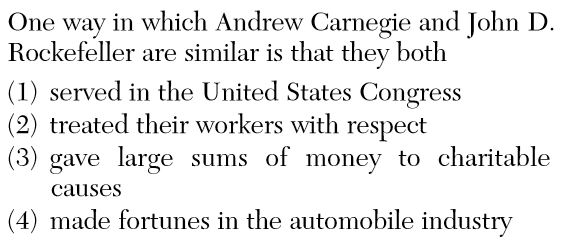 One way in which Andrew Carnegie and John D.
Rockefeller are similar is that they both
(1) served in the United States Congress
(2) treated their workers with respect
(3) gave large sums of money to charitable
causes
(4) made fortunes in the automobile industry